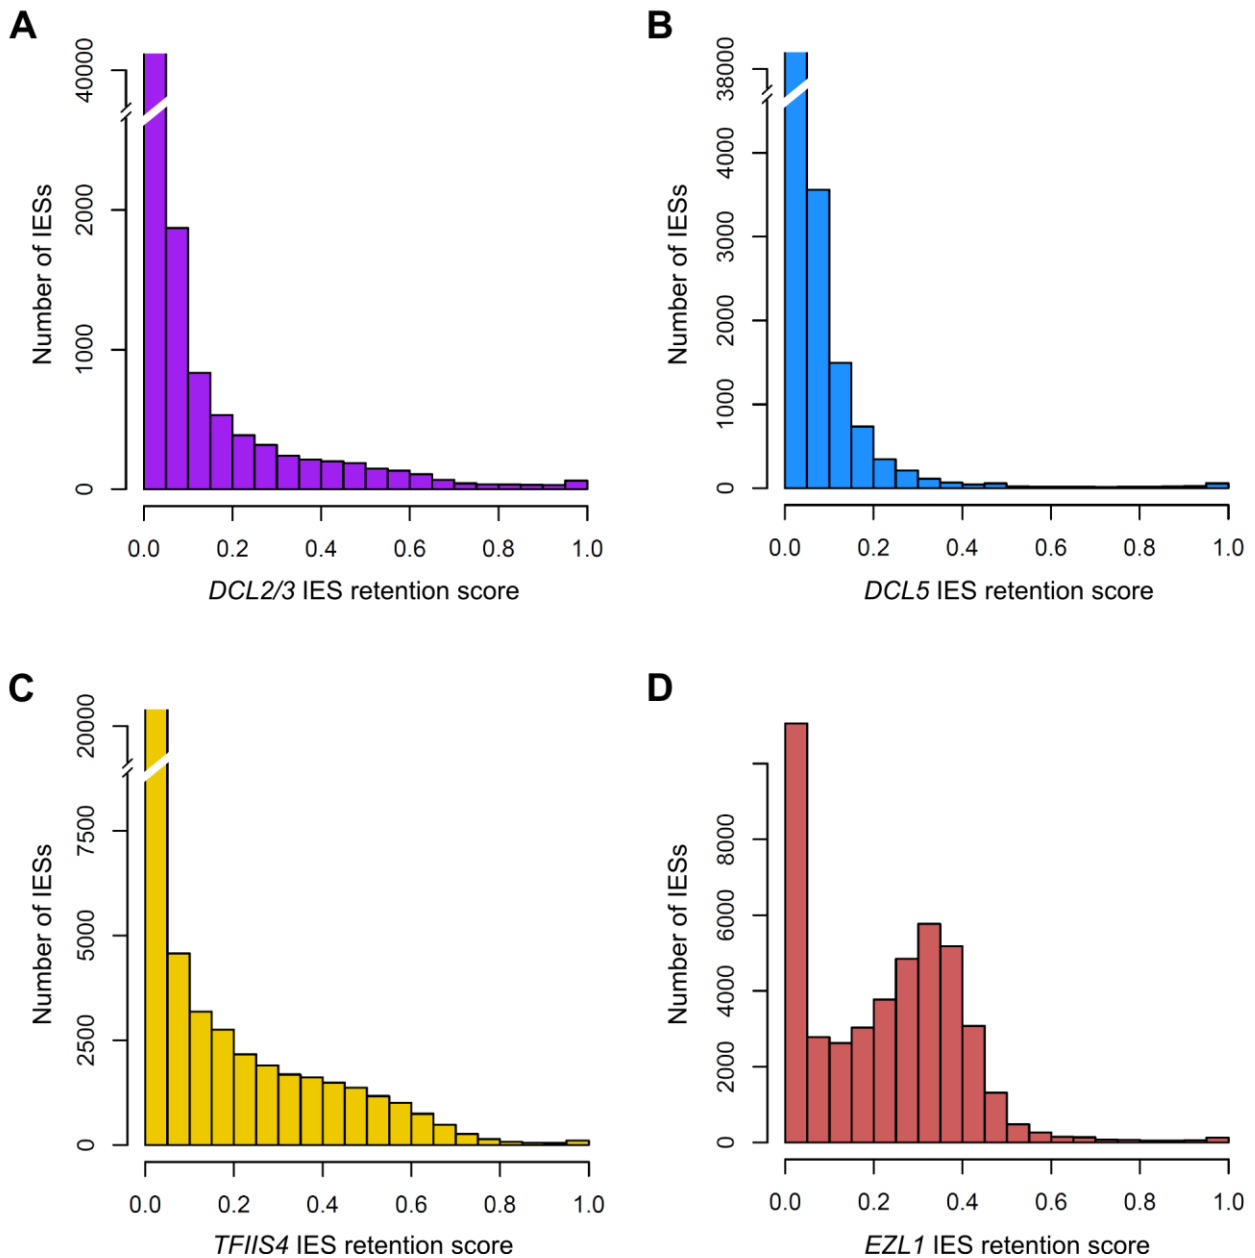 A
Number of IESs
0
1000
2000
40000
0.0 0.2 0.4 0.6 0.8 1.0
DCL2/3 IES retention score
B
Number of IESs
0
1000
2000
3000
4000
38000
0.0 0.2 0.4 0.6 0.8 1.0
DCL5 IES retention score
C
Number of IESs
0
2500
5000
7500
20000
0.0 0.2 0.4 0.6 0.8 1.0
TFIIS4 IES retention score
D
Number of IESs
0
2000
4000
6000
8000
0.0 0.2 0.4 0.6 0.8 1.0
EZL1 IES retention score